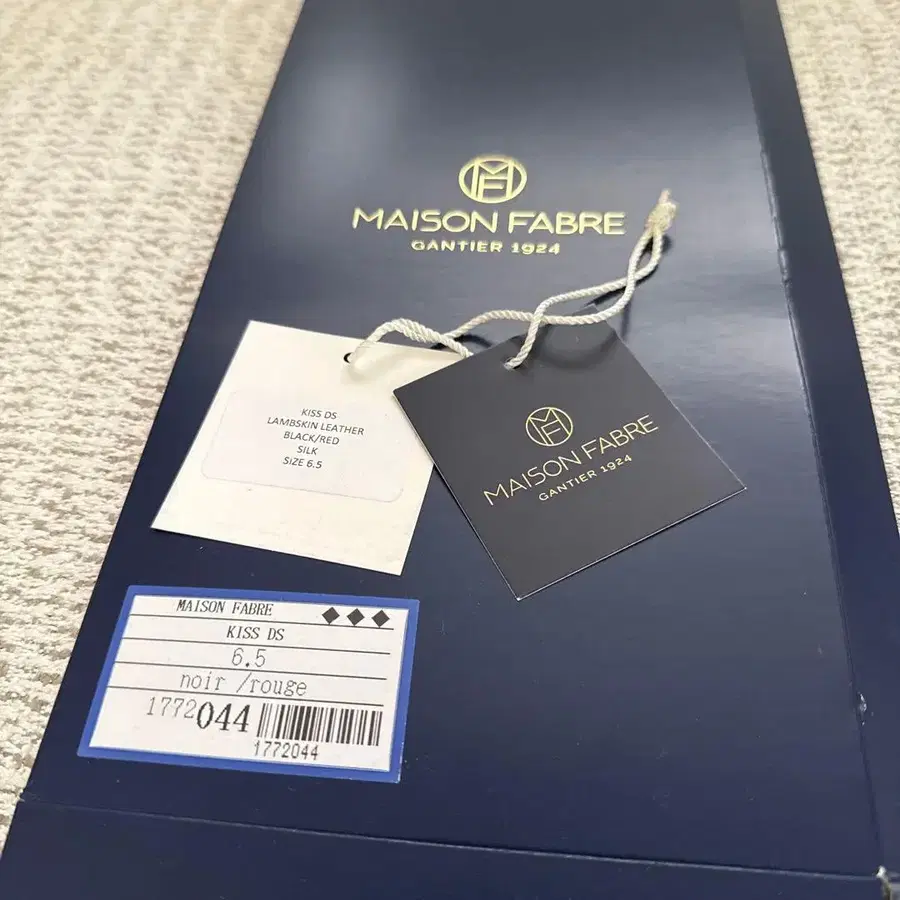 MAISON FABRE
GANTIER 1924
KISS DS
LAMBSKIN LEATHER
BLACK/RED
SILK
SIZE 6.5
MAISON FABRE
GANTIER 1924
MAISON FABRE ◆◆◆
KISS DS
6.5
noir /rouge
1772044
1772044